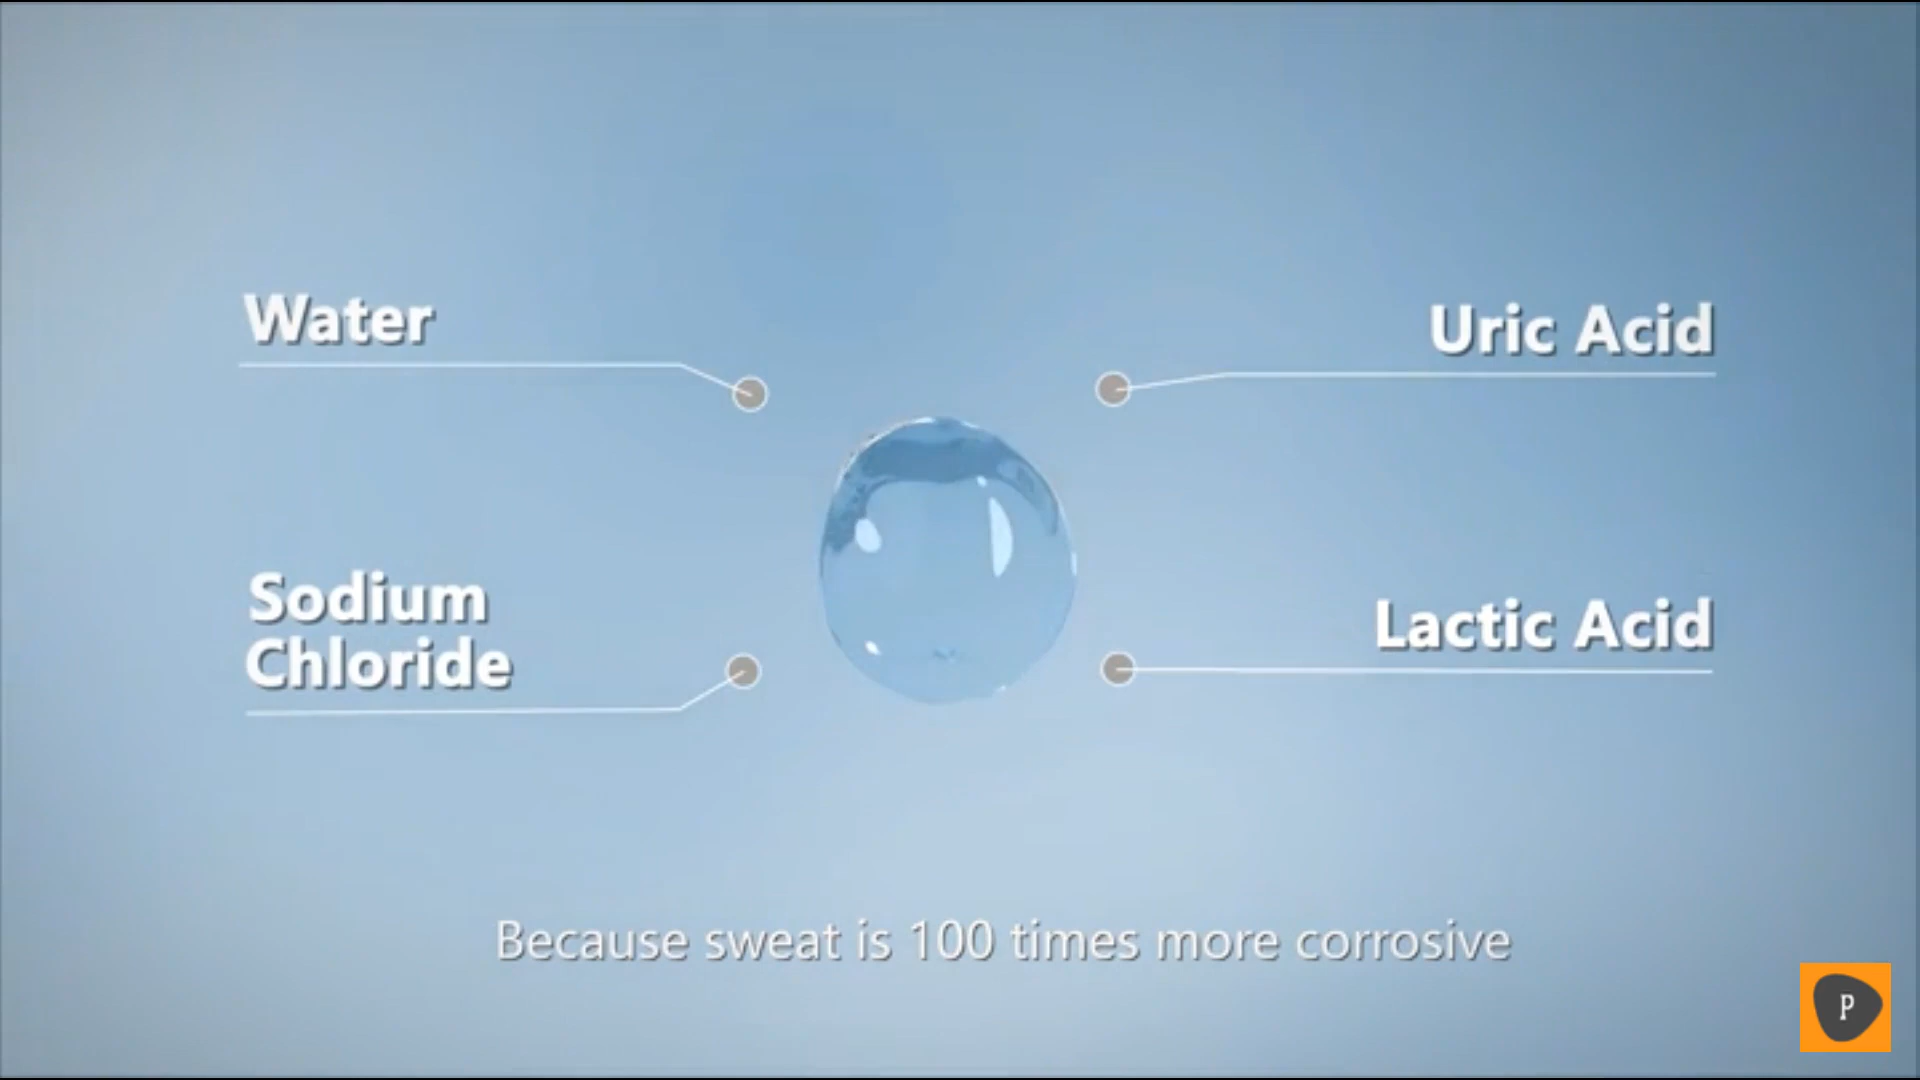 Water
Uric Acid
Sodium
Chloride
Lactic Acid
Because sweat is 100 times more corrosive
P